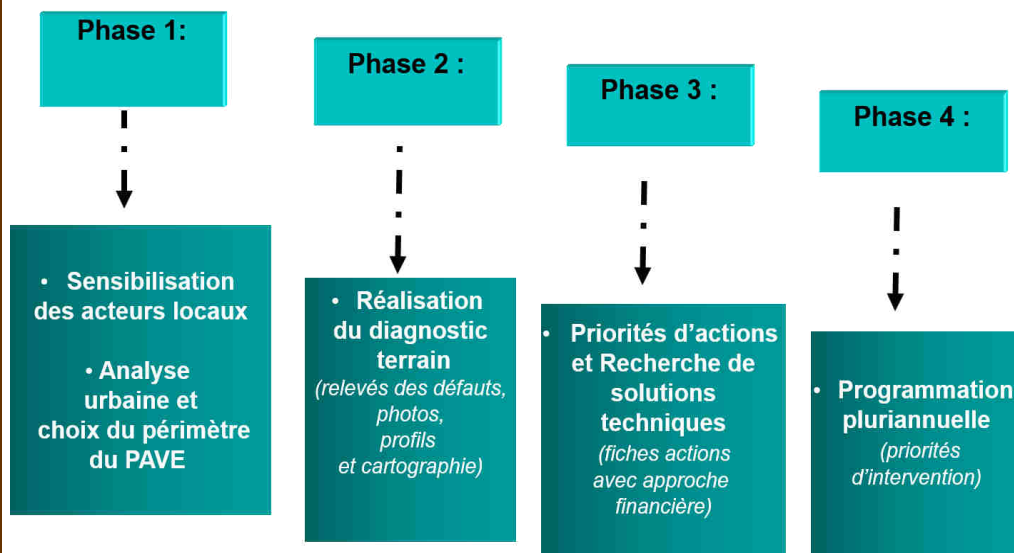 Phase 1:
• Sensibilisation
des acteurs locaux
• Analyse
urbaine et
choix du périmètre
du PAVE
Phase 2 :
• Réalisation
du diagnostic
terrain
(relevés des défauts,
photos,
profils
et cartographie)
Phase 3 :
• Priorités d’actions
et Recherche de
solutions
techniques
(fiches actions
avec approche
financière)
Phase 4 :
• Programmation
pluriannuelle
(priorités
d’intervention)